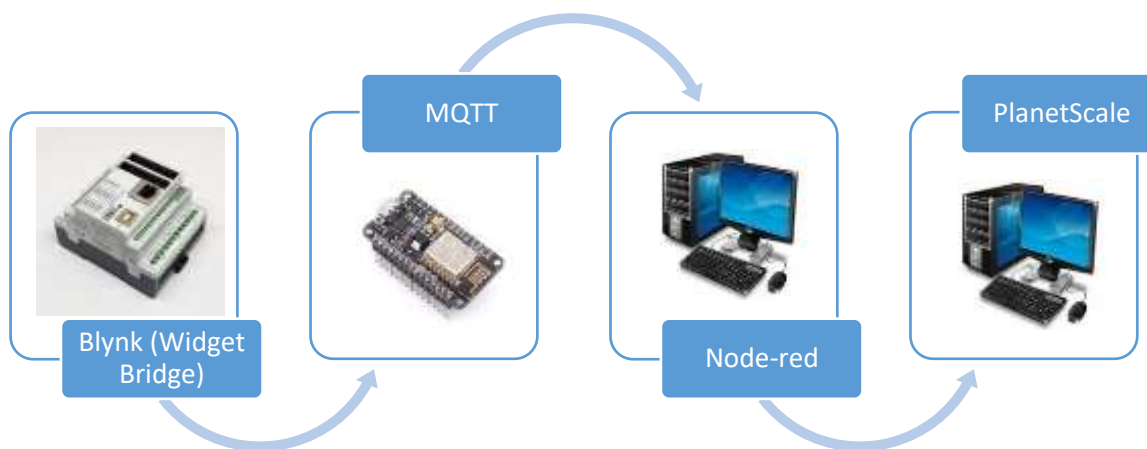 Blynk (Widget
Bridge)
MQTT
Node-red
PlanetScale